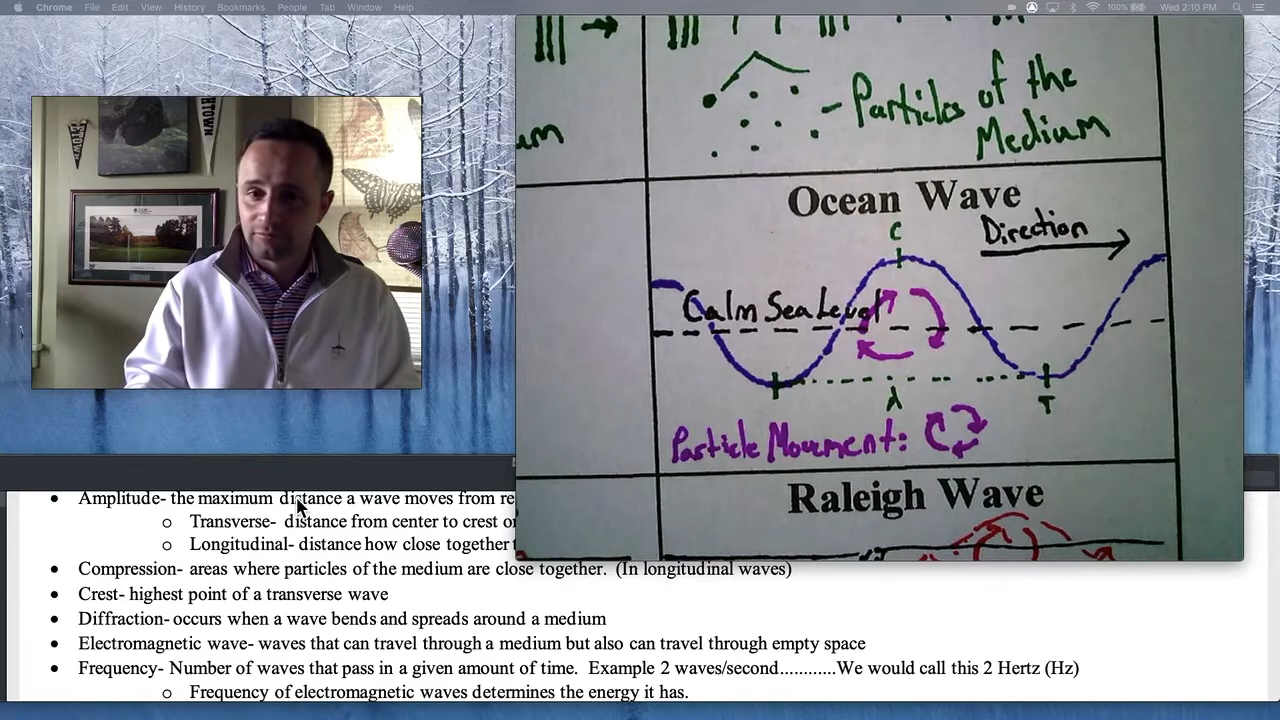 Chrome File Edit View History Bookmarks People Tab Window Help 100% Wed 2:10 PM
um
Particles of the
Medium
Ocean Wave
C
Direction
Calm Sea Level
λ
T
Particle Movement:
Raleigh Wave
• Amplitude- the maximum distance a wave moves from re
o Transverse- distance from center to crest or
o Longitudinal- distance how close together t
• Compression- areas where particles of the medium are close together. (In longitudinal waves)
• Crest- highest point of a transverse wave
• Diffraction- occurs when a wave bends and spreads around a medium
• Electromagnetic wave- waves that can travel through a medium but also can travel through empty space
• Frequency- Number of waves that pass in a given amount of time. Example 2 waves/second............We would call this 2 Hertz (Hz)
o Frequency of electromagnetic waves determines the energy it has.